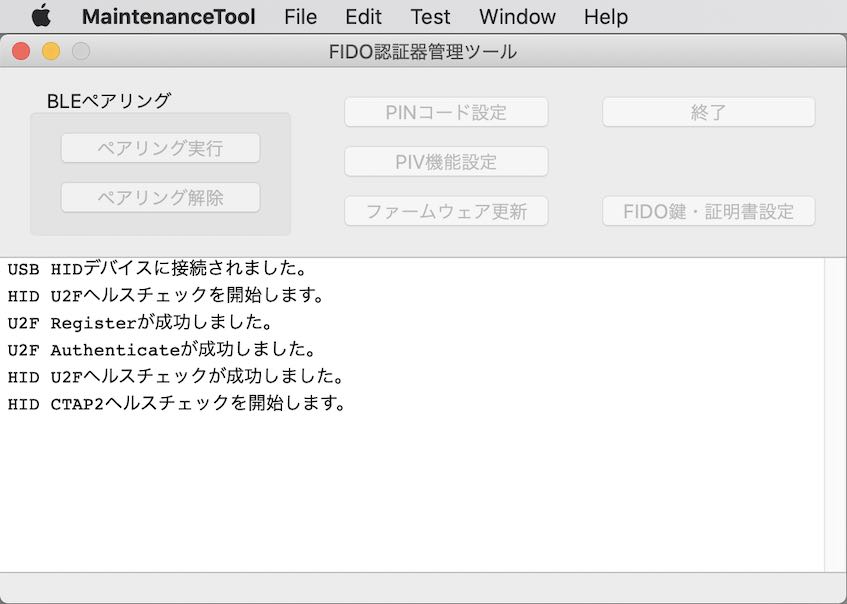 MaintenanceTool File Edit Test Window Help
FIDO認証器管理ツール
BLEペアリング
ペアリング実行
ペアリング解除
PINコード設定
PIV機能設定
ファームウェア更新
終了
FIDO鍵・証明書設定
USB HIDデバイスに接続されました。
HID U2Fヘルスチェックを開始します。
U2F Registerが成功しました。
U2F Authenticateが成功しました。
HID U2Fヘルスチェックが成功しました。
HID CTAP2ヘルスチェックを開始します。